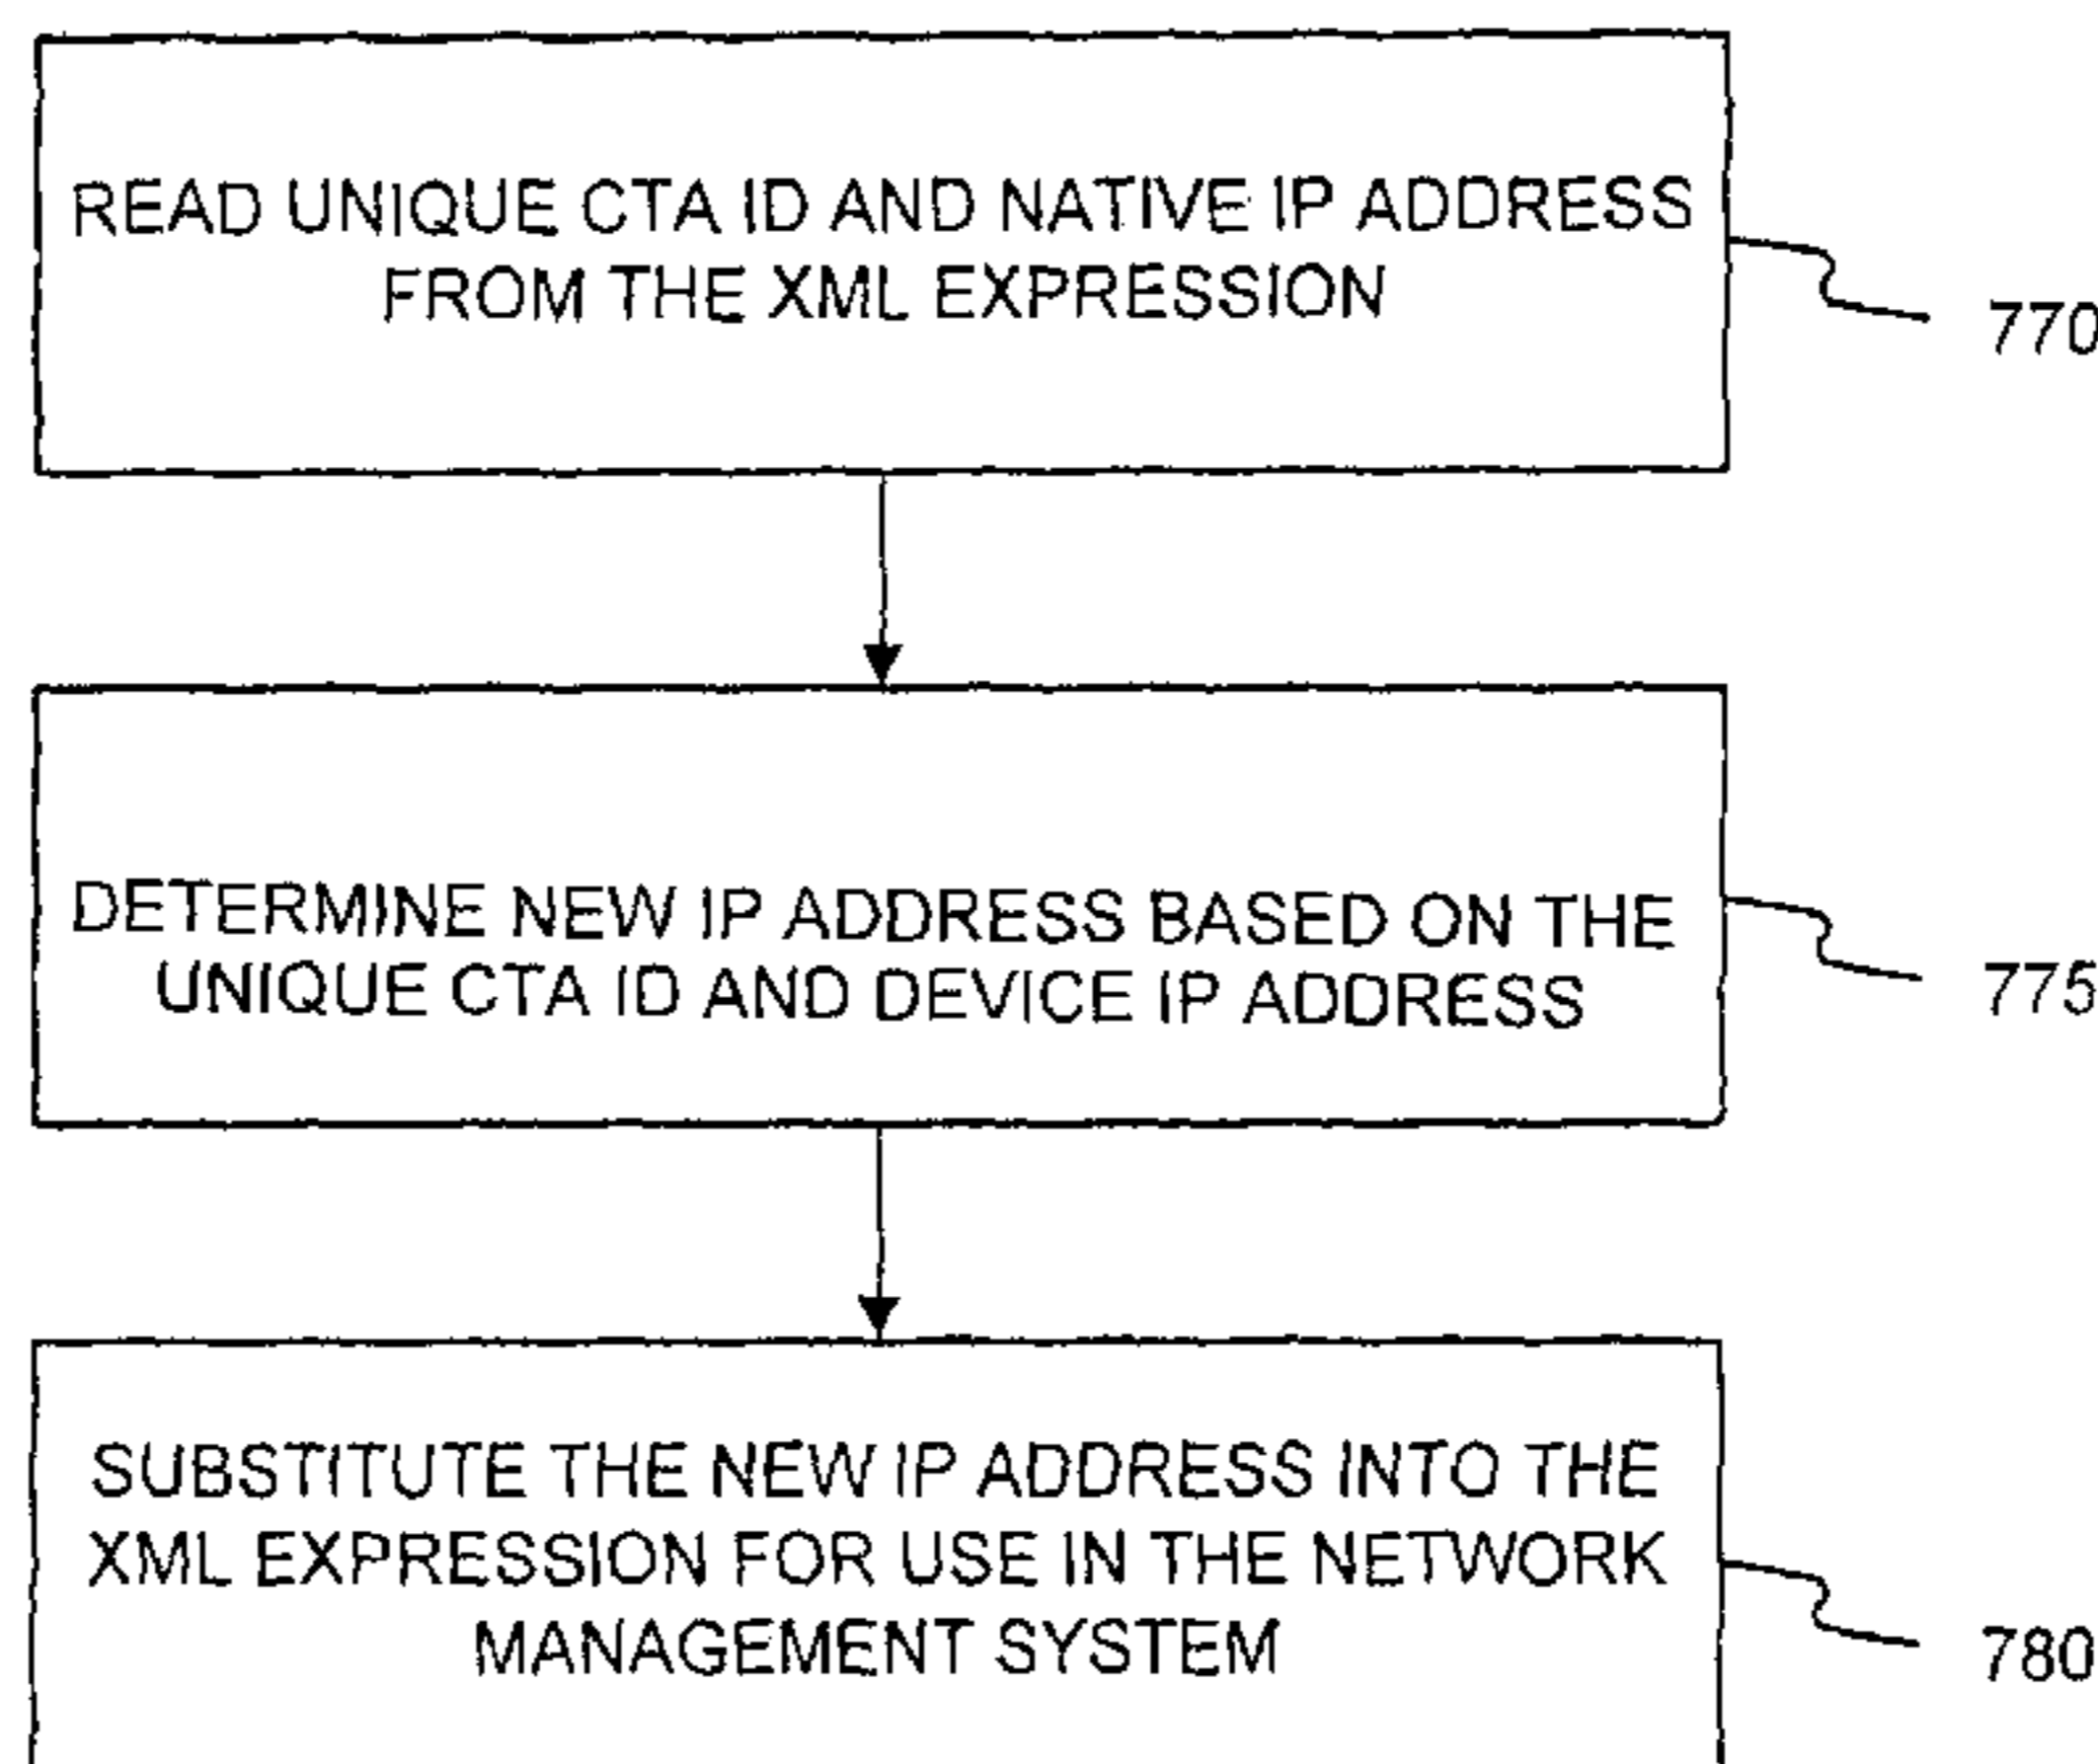 READ UNIQUE CTA ID AND NATIVE IP ADDRESS
FROM THE XML EXPRESSION
770
DETERMINE NEW IP ADDRESS BASED ON THE
UNIQUE CTA ID AND DEVICE IP ADDRESS
775
SUBSTITUTE THE NEW IP ADDRESS INTO THE
XML EXPRESSION FOR USE IN THE NETWORK
MANAGEMENT SYSTEM
780